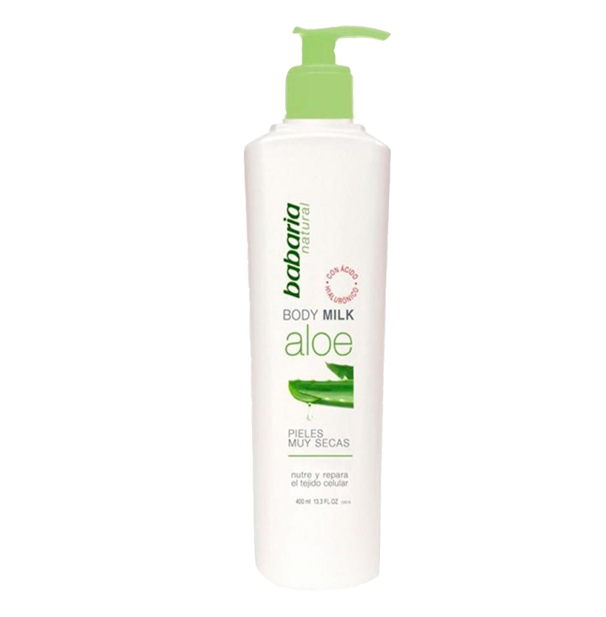 babaria
natural
CON ÁCIDO
HIALURÓNICO
BODY MILK
aloe
PIELES
MUY SECAS
nutre y repara
el tejido celular
400 ml 13.3 FL OZ